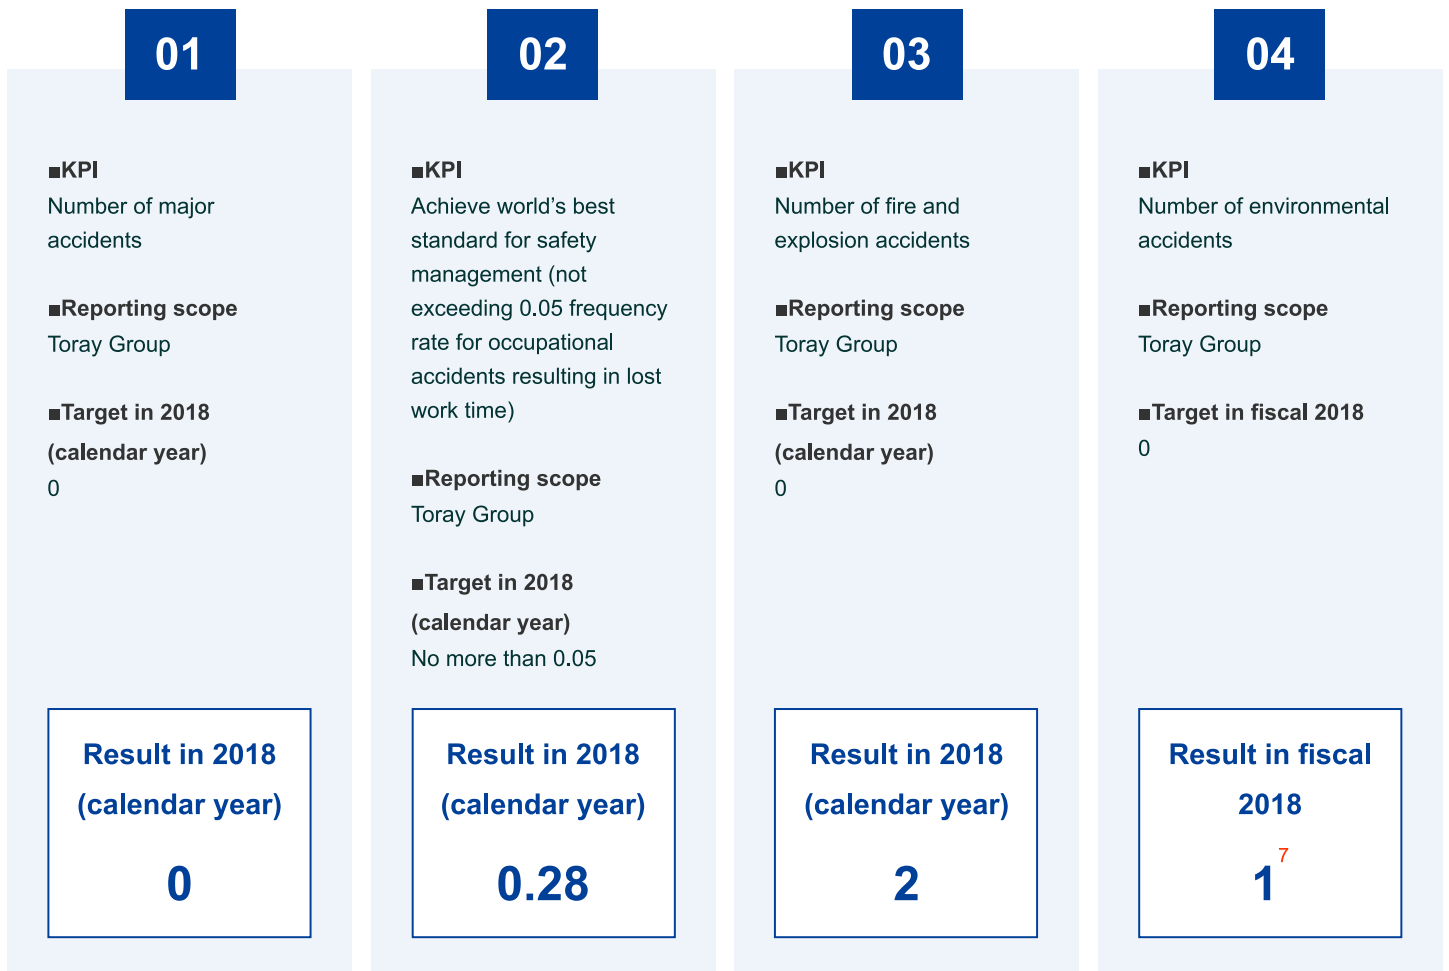 01
■KPI
Number of major
accidents
■Reporting scope
Toray Group
■Target in 2018
(calendar year)
0
Result in 2018
(calendar year)
0
02
■KPI
Achieve world’s best
standard for safety
management (not
exceeding 0.05 frequency
rate for occupational
accidents resulting in lost
work time)
■Reporting scope
Toray Group
■Target in 2018
(calendar year)
No more than 0.05
Result in 2018
(calendar year)
0.28
03
■KPI
Number of fire and
explosion accidents
■Reporting scope
Toray Group
■Target in 2018
(calendar year)
0
Result in 2018
(calendar year)
2
04
■KPI
Number of environmental
accidents
■Reporting scope
Toray Group
■Target in fiscal 2018
0
Result in fiscal
2018
1 7